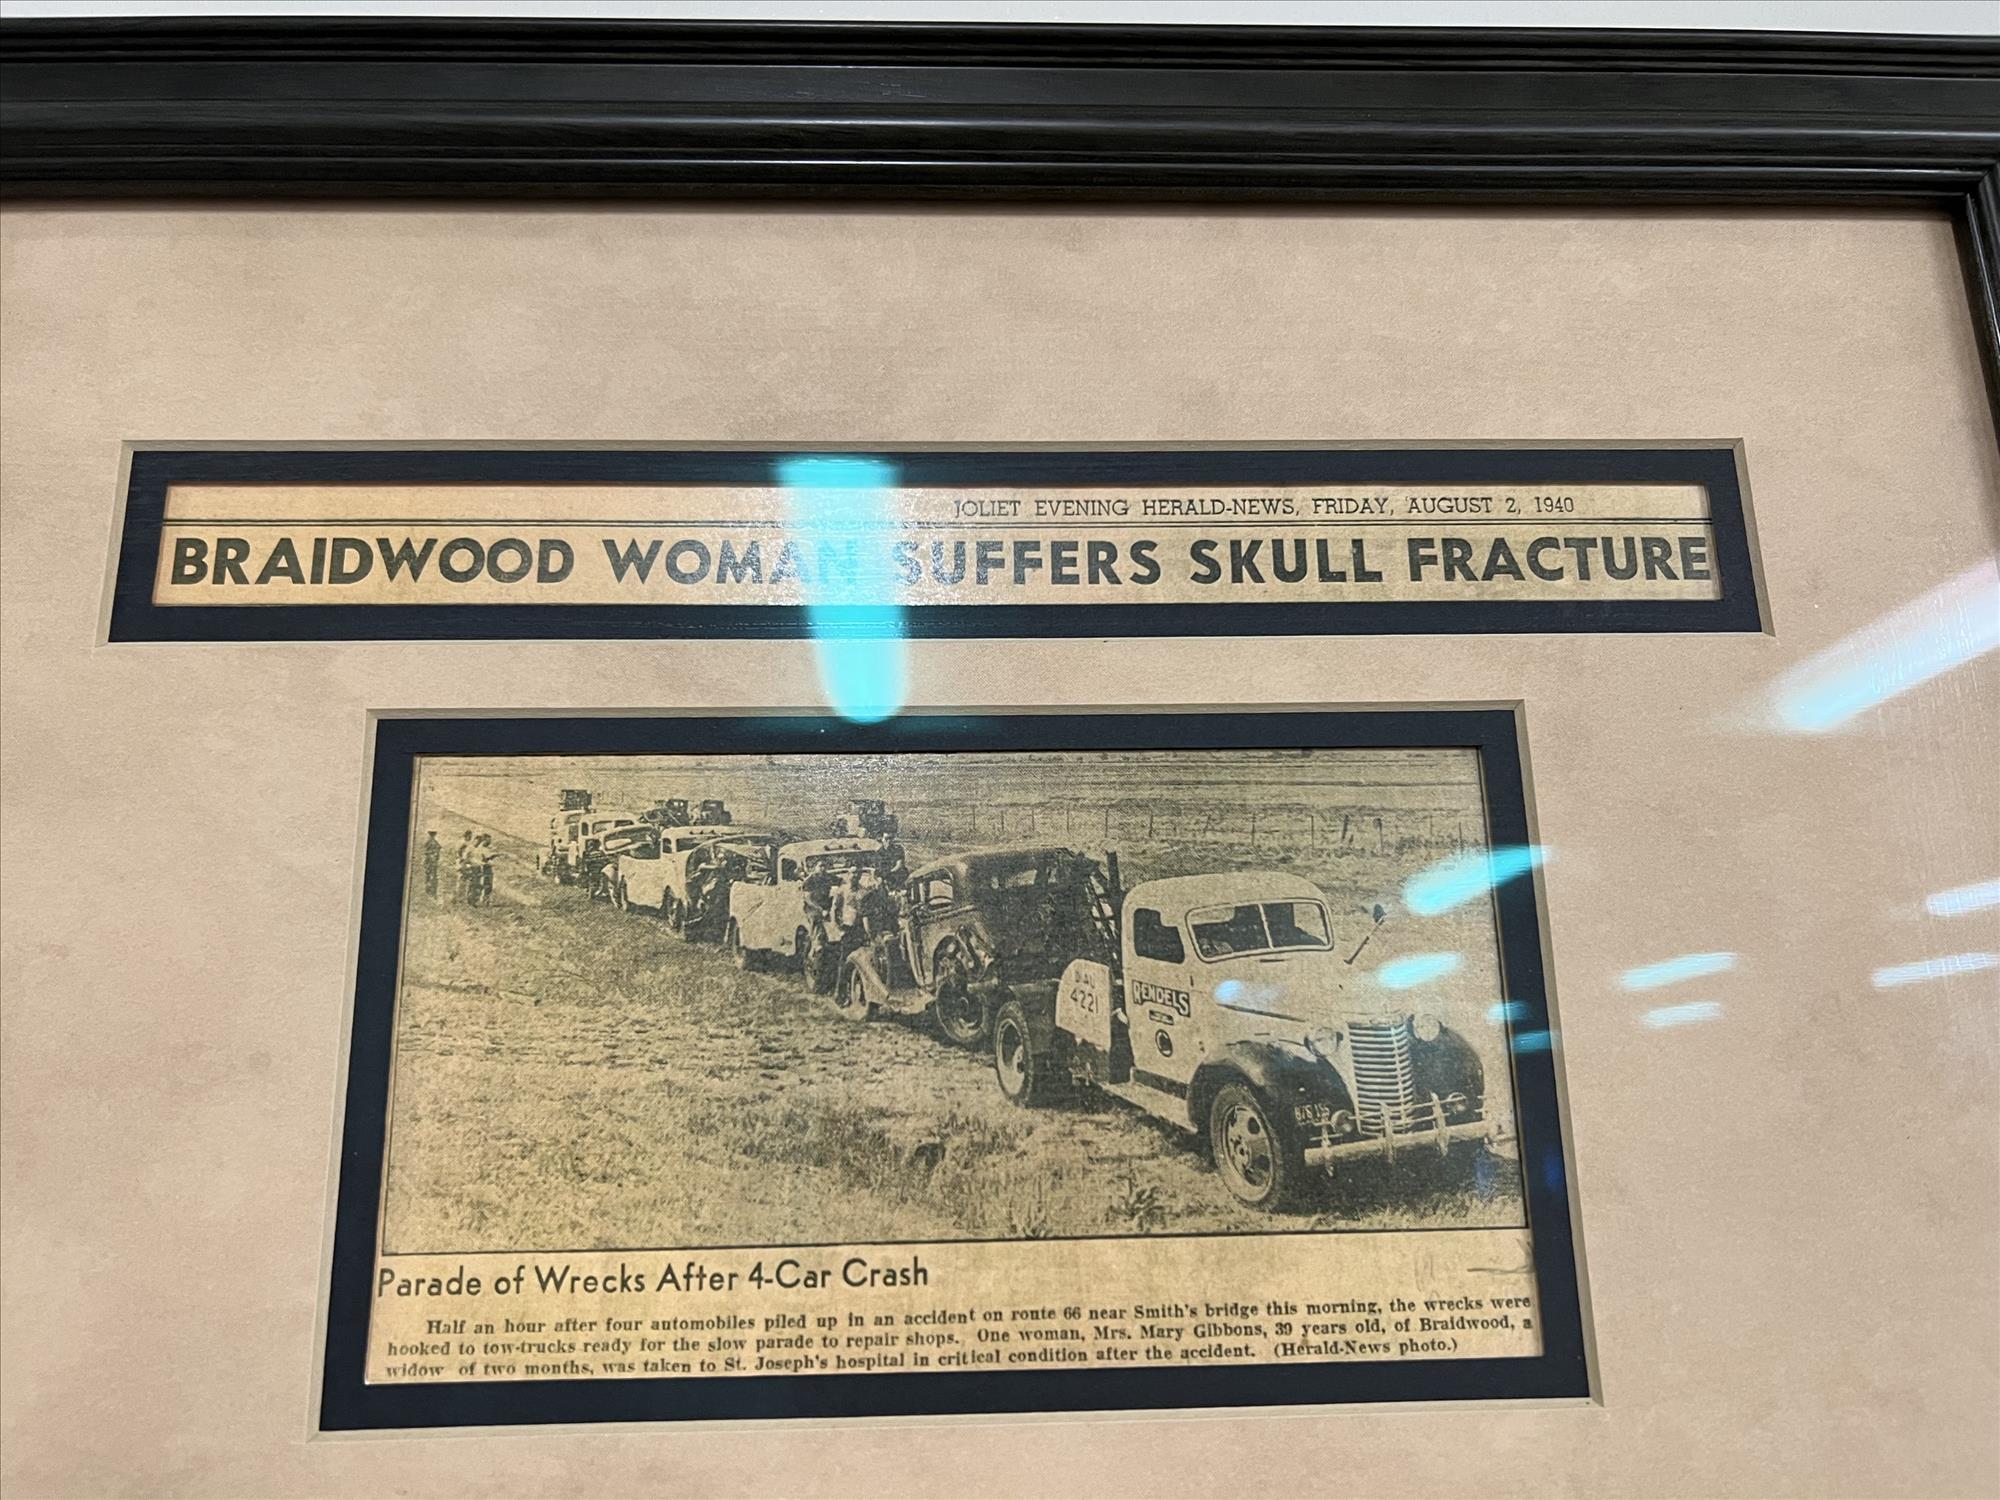 JOLIET EVENING HERALD-NEWS, FRIDAY, AUGUST 2, 1940
BRAIDWOOD WOMAN SUFFERS SKULL FRACTURE
DIAL
4221
RENDELS
Parade of Wrecks After 4-Car Crash
Half an hour after four automobiles piled up in an accident on route 66 near Smith's bridge this morning, the wrecks were
hooked to tow-trucks ready for the slow parade to repair shops. One woman, Mrs. Mary Gibbons, 39 years old, of Braidwood, a
widow of two months, was taken to St. Joseph's hospital in critical condition after the accident. (Herald-News photo.)